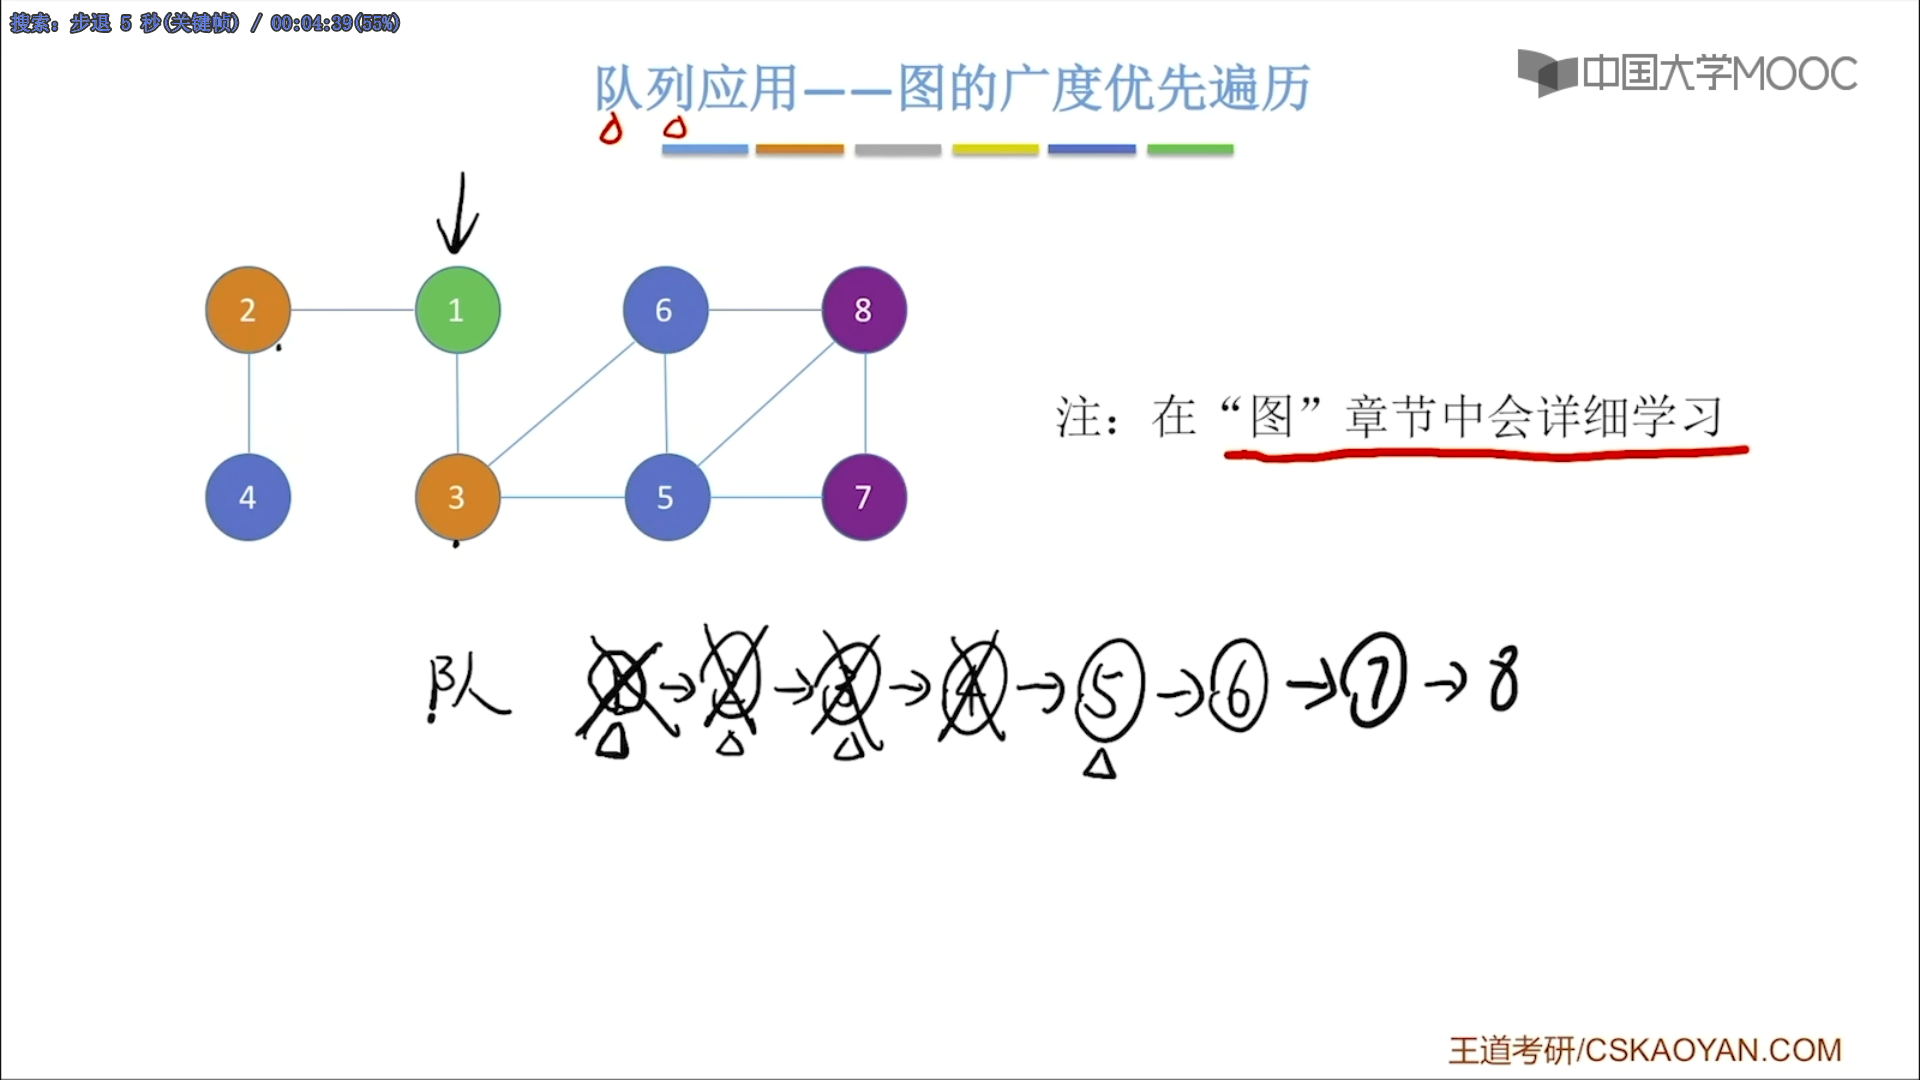 搜索：步退 5 秒(关键帧) / 00:04:39(55%)
队列应用——图的广度优先遍历
中国大学MOOC
2 1 6 8
注：在“图”章节中会详细学习
4 3 5 7
队 1→2→3→4→5→6→7→8
王道考研/CSKAOYAN.COM